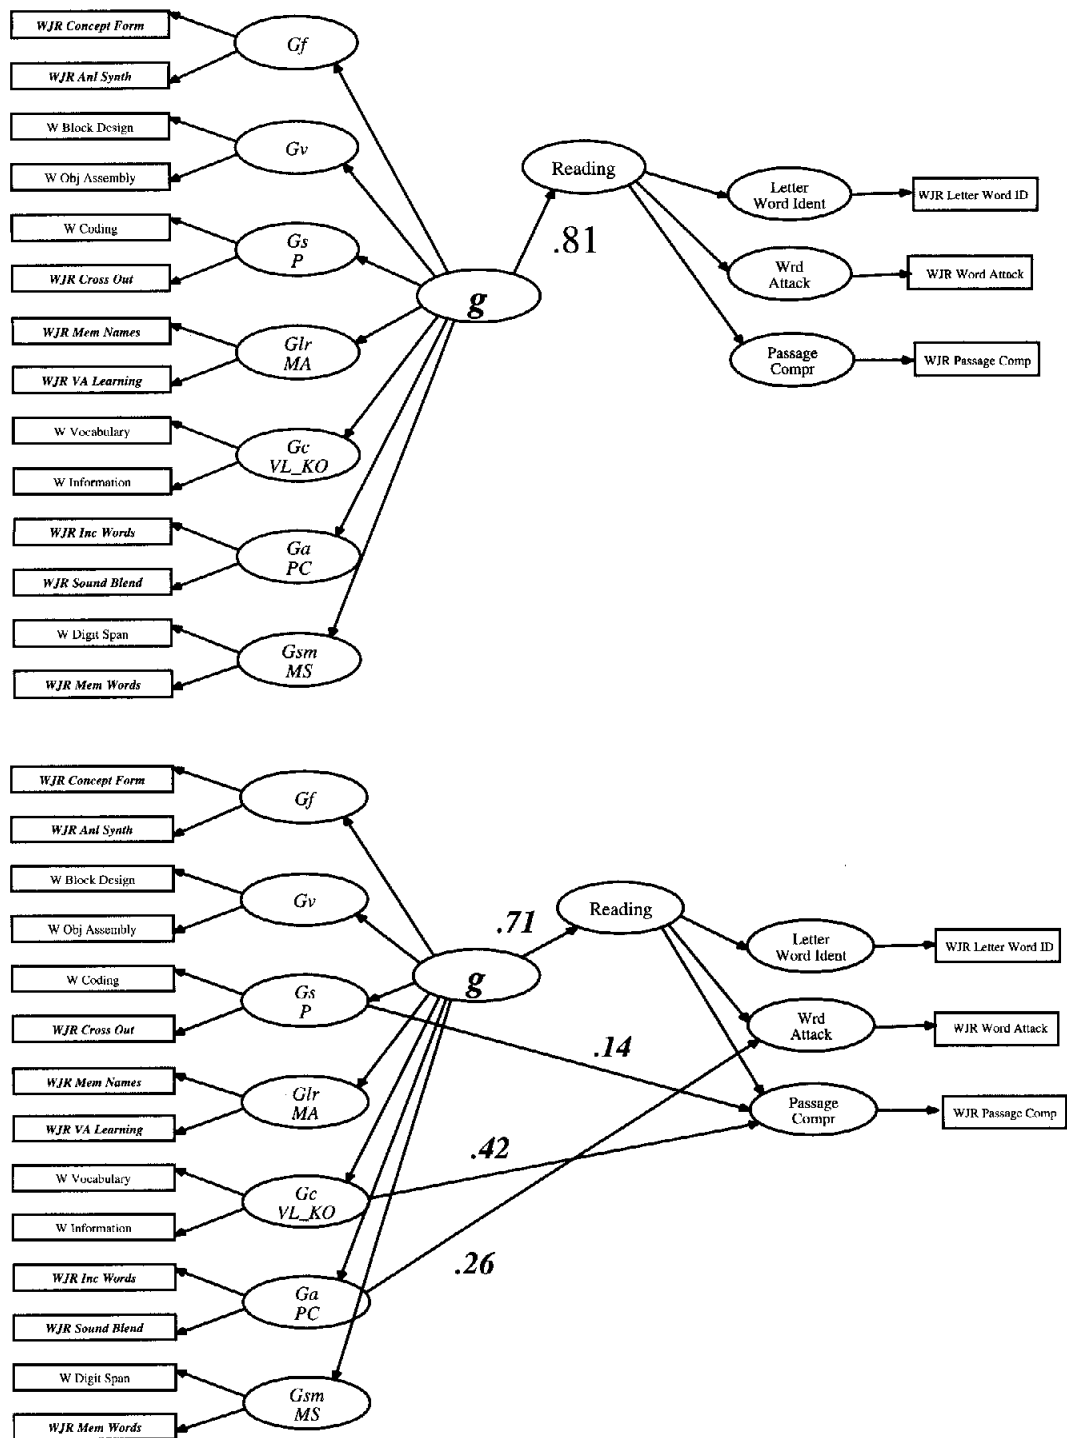 WJR Concept Form
Gf
WJR Anl Synth
W Block Design
Gv
W Obj Assembly
Reading
Letter
Word Ident
WJR Letter Word ID
W Coding
Gs
P
WJR Cross Out
.81
Wrd
Attack
WJR Word Attack
g
WJR Mem Names
Glr
MA
WJR VA Learning
Passage
Compr
WJR Passage Comp
W Vocabulary
Gc
VL_KO
W Information
WJR Inc Words
Ga
PC
WJR Sound Blend
W Digit Span
Gsm
MS
WJR Mem Words
WJR Concept Form
Gf
WJR Anl Synth
W Block Design
Gv
W Obj Assembly
.71
Reading
Letter
Word Ident
WJR Letter Word ID
g
W Coding
Gs
P
WJR Cross Out
.14
Wrd
Attack
WJR Word Attack
WJR Mem Names
Glr
MA
WJR VA Learning
Passage
Compr
WJR Passage Comp
.42
W Vocabulary
Gc
VL_KO
W Information
.26
WJR Inc Words
Ga
PC
WJR Sound Blend
W Digit Span
Gsm
MS
WJR Mem Words